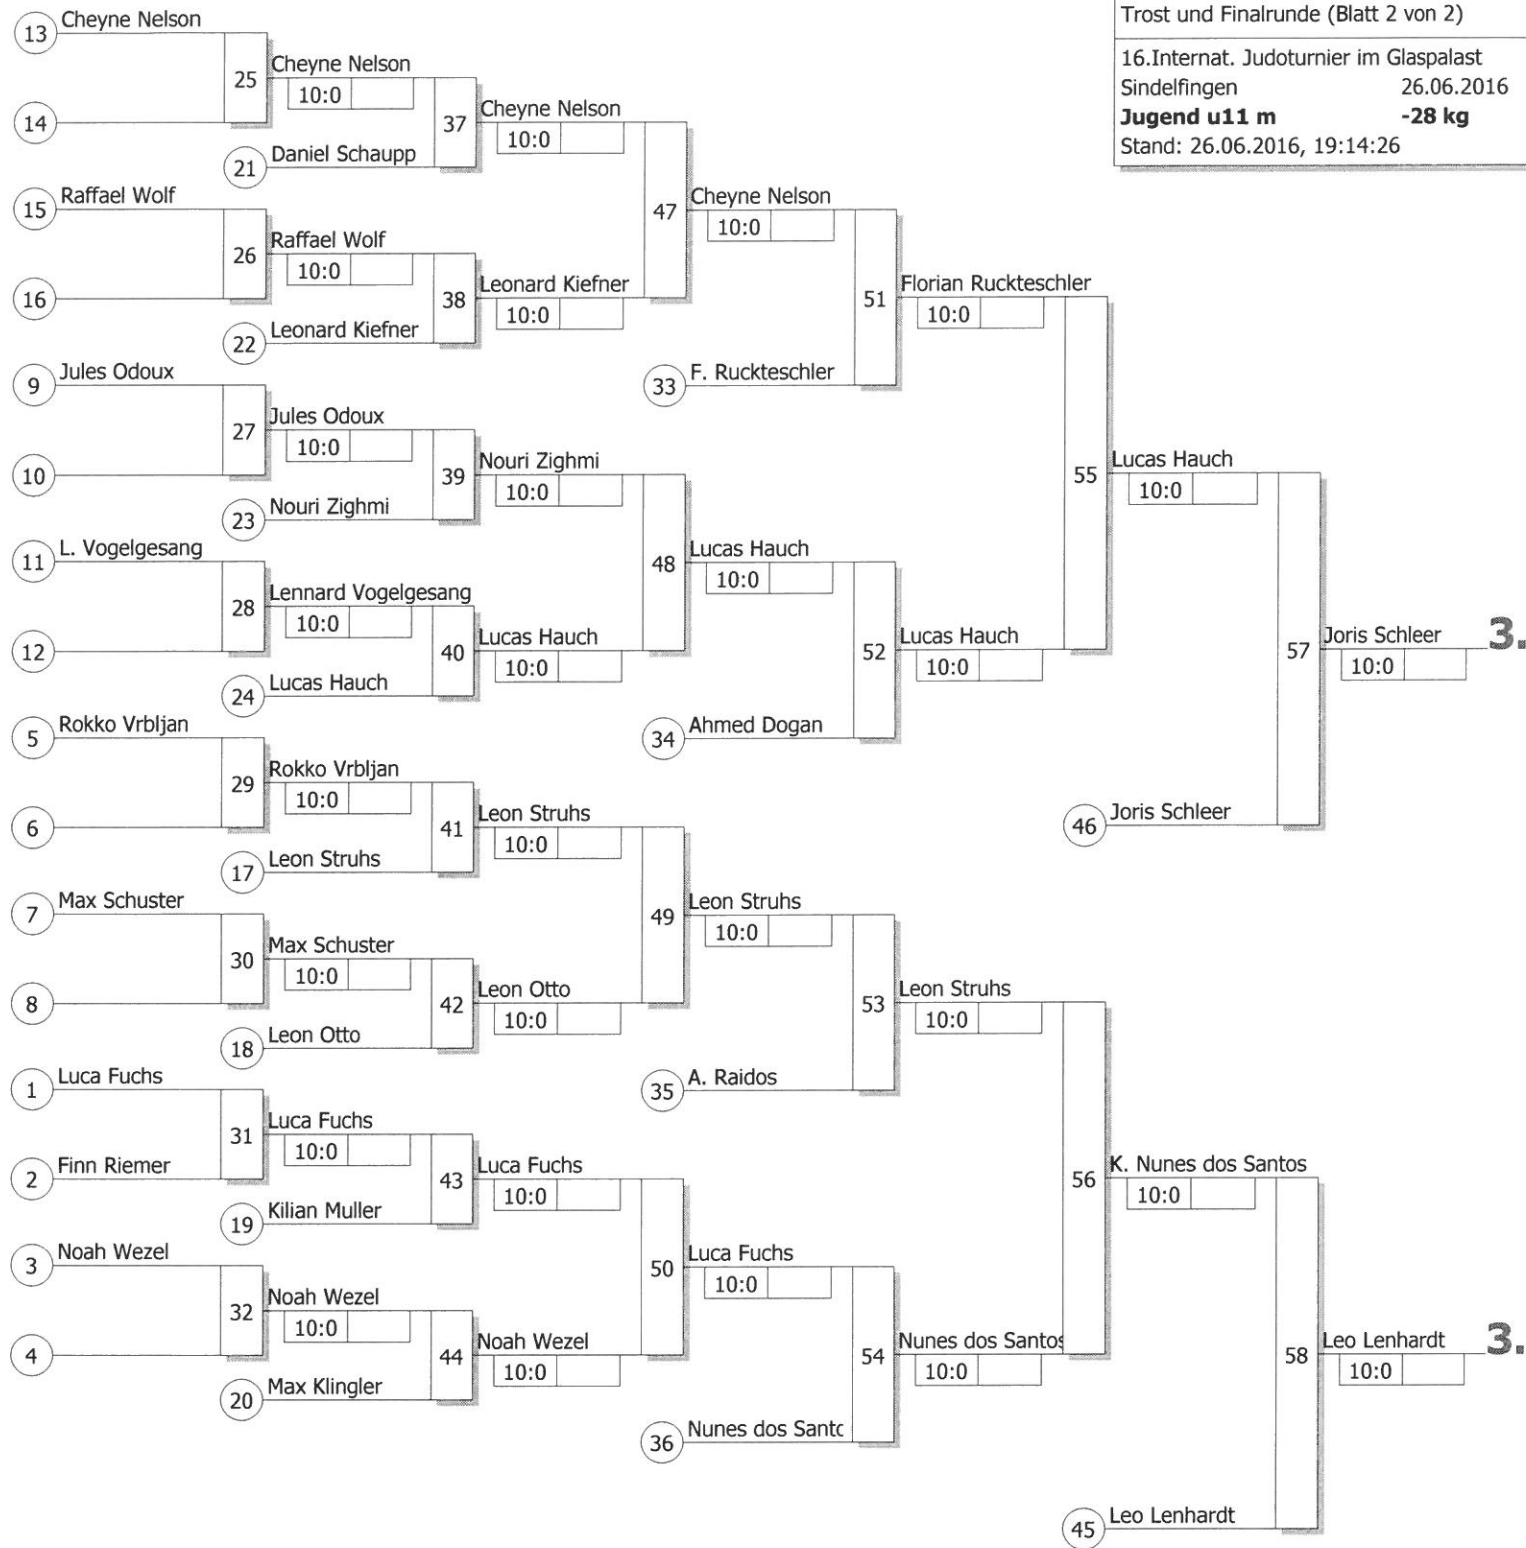 Trost und Finalrunde (Blatt 2 von 2)
16.Internat. Judoturnier im Glaspalast
Sindelfingen 26.06.2016
Jugend u11 m -28 kg
Stand: 26.06.2016, 19:14:26
13 Cheyne Nelson
25 Cheyne Nelson
10:0
14
37 Cheyne Nelson
10:0
21 Daniel Schaupp
15 Raffael Wolf
47 Cheyne Nelson
10:0
26 Raffael Wolf
10:0
16
38 Leonard Kiefner
10:0
22 Leonard Kiefner
51 Florian Ruckteschler
10:0
9 Jules Odoux
33 F. Ruckteschler
27 Jules Odoux
10:0
10
39 Nouri Zighmi
10:0
23 Nouri Zighmi
55 Lucas Hauch
10:0
11 L. Vogelgesang
48 Lucas Hauch
10:0
28 Lennard Vogelgesang
10:0
12
40 Lucas Hauch
10:0
24 Lucas Hauch
52 Lucas Hauch
10:0
57 Joris Schleer 3.
10:0
5 Rokko Vrbljan
34 Ahmed Dogan
29 Rokko Vrbljan
10:0
6
41 Leon Struhs
10:0
46 Joris Schleer
17 Leon Struhs
7 Max Schuster
49 Leon Struhs
10:0
30 Max Schuster
10:0
8
42 Leon Otto
10:0
18 Leon Otto
53 Leon Struhs
10:0
1 Luca Fuchs
35 A. Raidos
31 Luca Fuchs
10:0
2 Finn Riemer
43 Luca Fuchs
10:0
56 K. Nunes dos Santos
10:0
19 Kilian Muller
3 Noah Wezel
50 Luca Fuchs
10:0
32 Noah Wezel
10:0
4
44 Noah Wezel
10:0
54 Nunes dos Santos
10:0
58 Leo Lenhardt 3.
10:0
20 Max Klingler
36 Nunes dos Santc
45 Leo Lenhardt